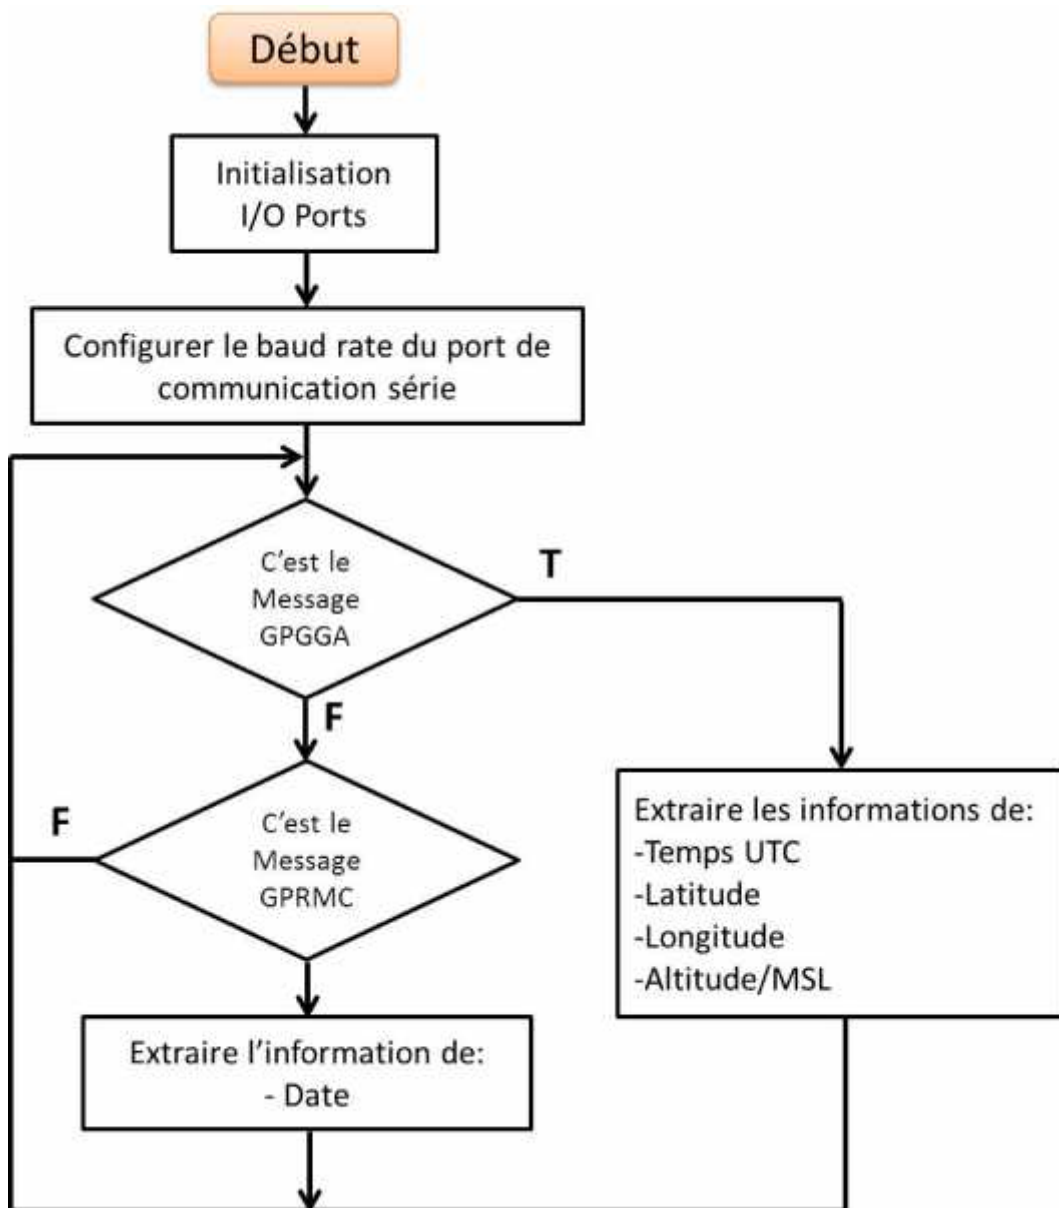 Début
Initialisation
I/O Ports
Configurer le baud rate du port de
communication série
C'est le
Message
GPGGA
T
F
C'est le
Message
GPRMC
F
Extraire les informations de:
-Temps UTC
-Latitude
-Longitude
-Altitude/MSL
Extraire l'information de:
- Date